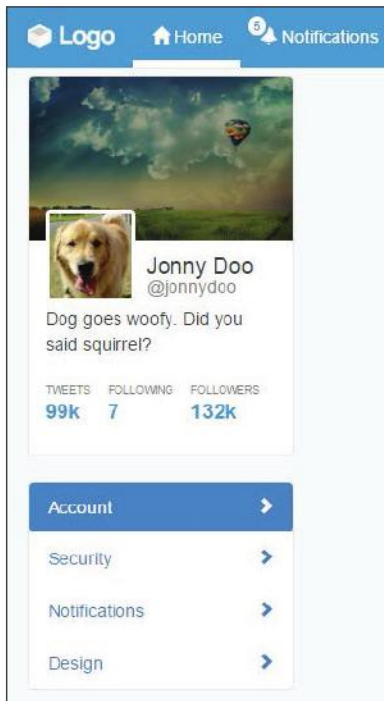 Logo Home 5 Notifications
Jonny Doo
@jonnydoo
Dog goes woofy. Did you
said squirrel?
TWEETS FOLLOWING FOLLOWERS
99k 7 132k
Account
Security
Notifications
Design